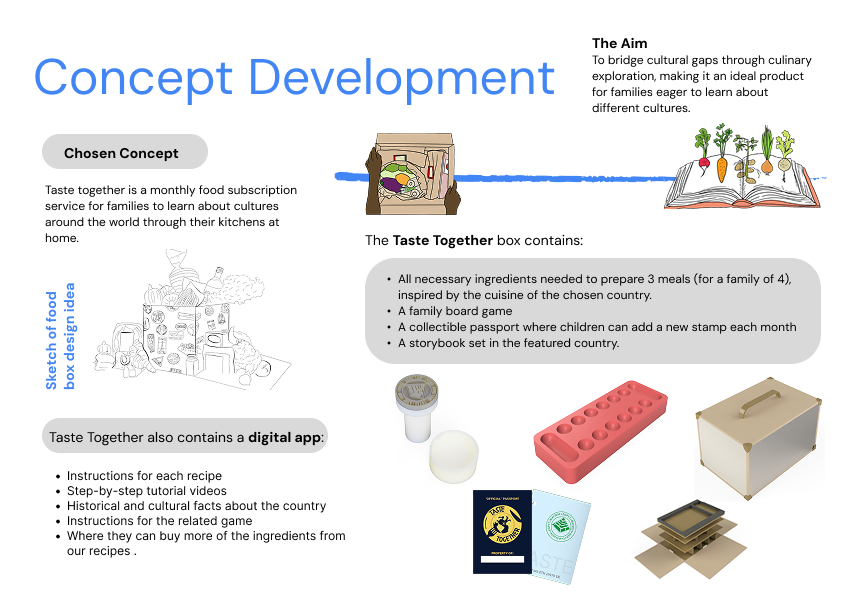 Concept Development
The Aim
To bridge cultural gaps through culinary
exploration, making it an ideal product
for families eager to learn about
different cultures.
Chosen Concept
Taste together is a monthly food subscription
service for families to learn about cultures
around the world through their kitchens at
home.
Sketch of food
box design idea
The Taste Together box contains:
• All necessary ingredients needed to prepare 3 meals (for a family of 4),
inspired by the cuisine of the chosen country.
• A family board game
• A collectible passport where children can add a new stamp each month
• A storybook set in the featured country.
Taste Together also contains a digital app:
• Instructions for each recipe
• Step-by-step tutorial videos
• Historical and cultural facts about the country
• Instructions for the related game
• Where they can buy more of the ingredients from
our recipes .
PASSPORT
TASTE
TOGETHER
PROPERTY OF:
TASTE